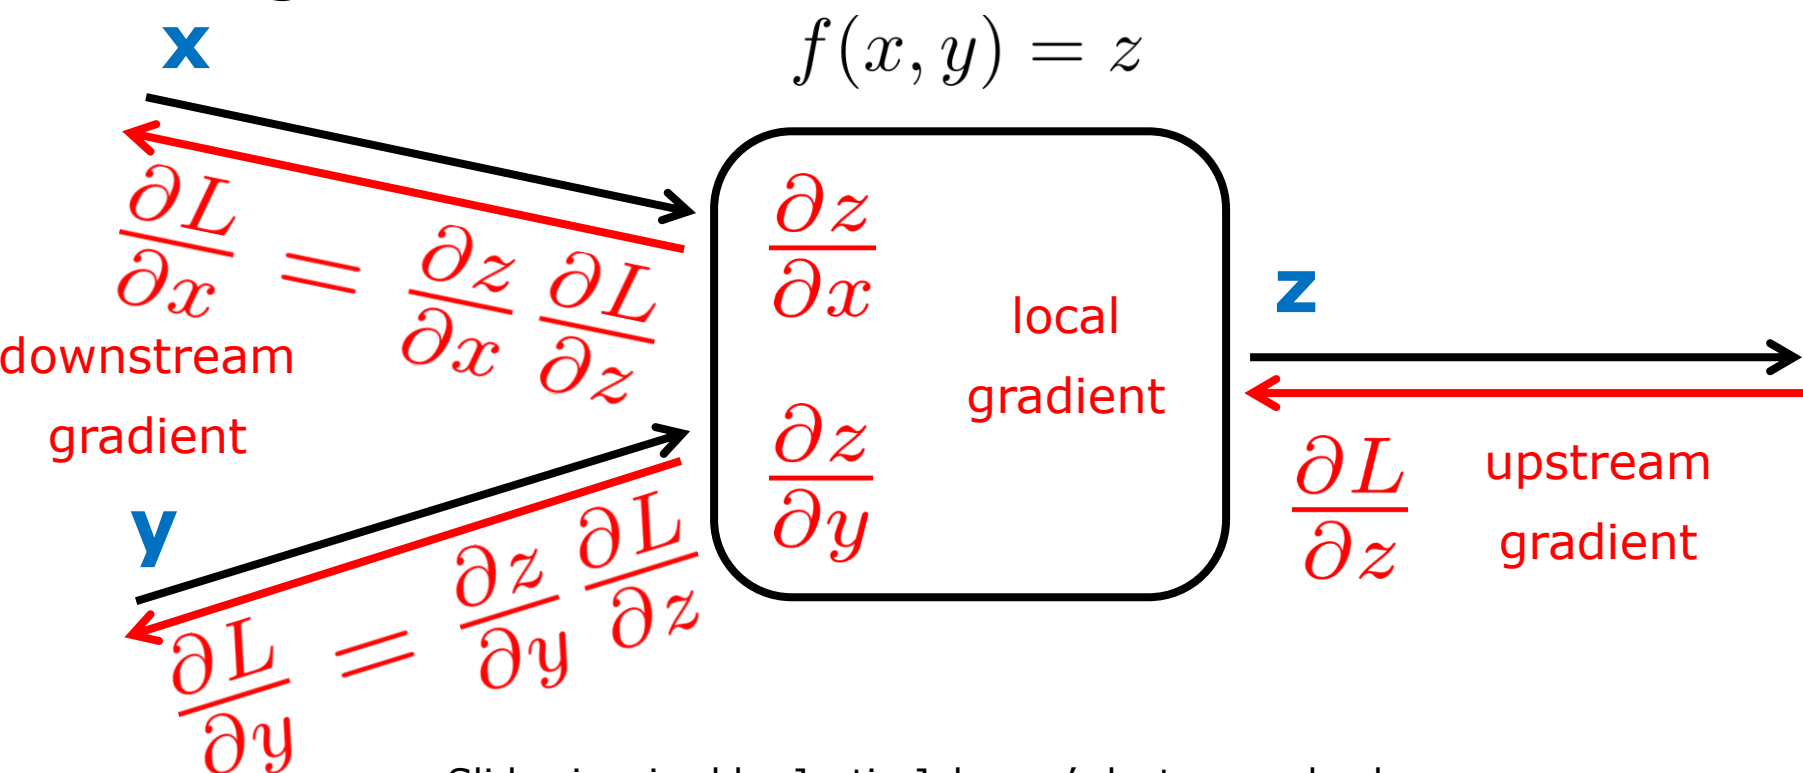 x
f(x, y) = z
∂L/∂x = ∂z/∂x ∂L/∂z
downstream
gradient
y
∂L/∂y = ∂z/∂y ∂L/∂z
∂z/∂x
local
gradient
∂z/∂y
z
∂L/∂z
upstream
gradient